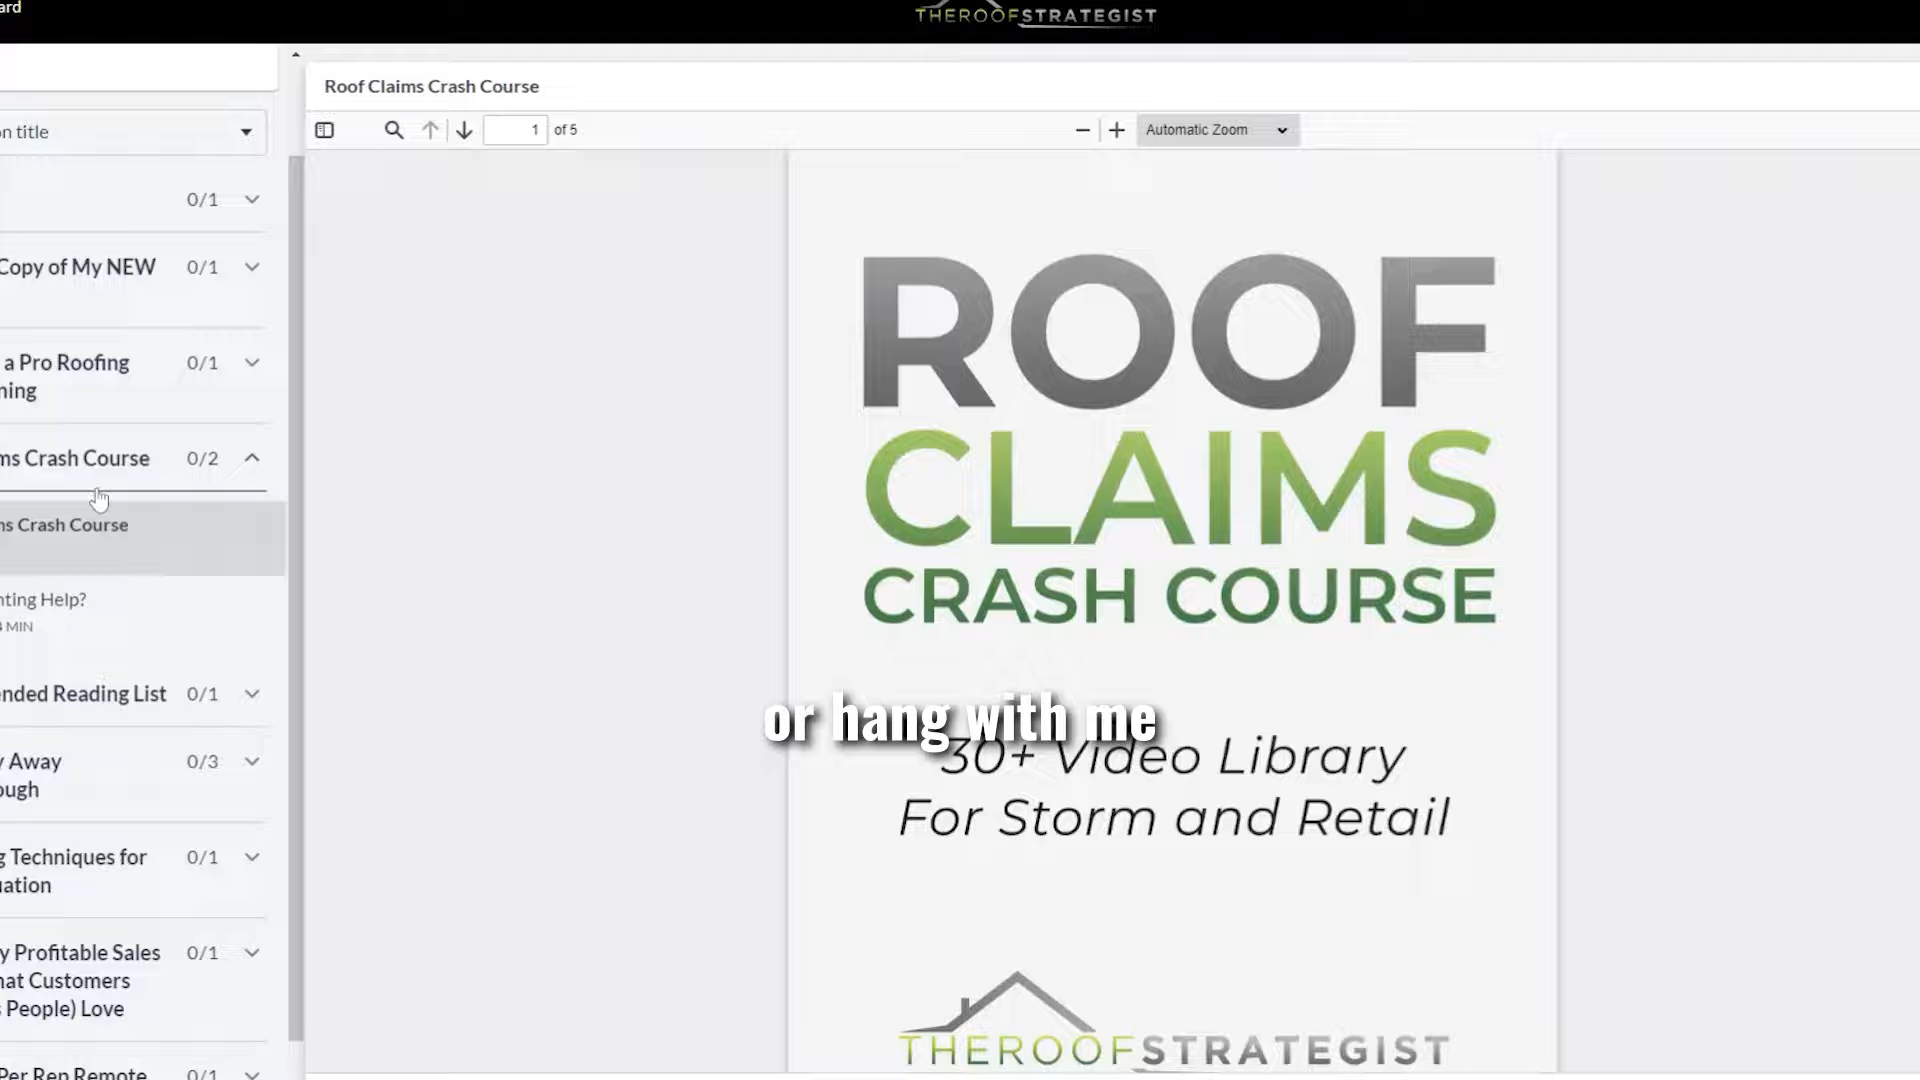 ard
THEROOFSTRATEGIST
Roof Claims Crash Course
1 of 5
Automatic Zoom
n title
0/1
Copy of My NEW 0/1
a Pro Roofing 0/1
ning
ms Crash Course 0/2
ms Crash Course
nting Help?
MIN
ended Reading List 0/1
y Away 0/3
ough
g Techniques for 0/1
uation
y Profitable Sales 0/1
hat Customers
s People) Love
Per Rep Remote 0/1
ROOF
CLAIMS
CRASH COURSE
or hang with me
30+ Video Library
For Storm and Retail
THEROOFSTRATEGIST